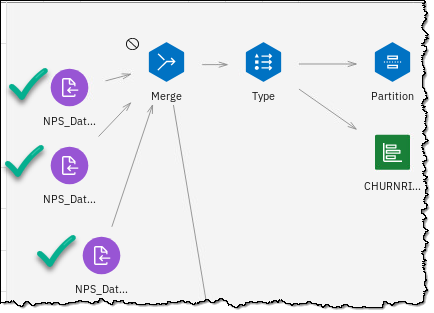 Merge
Type
Partition
NPS_Dat...
CHURNRI...
NPS_Dat...
NPS_Dat...